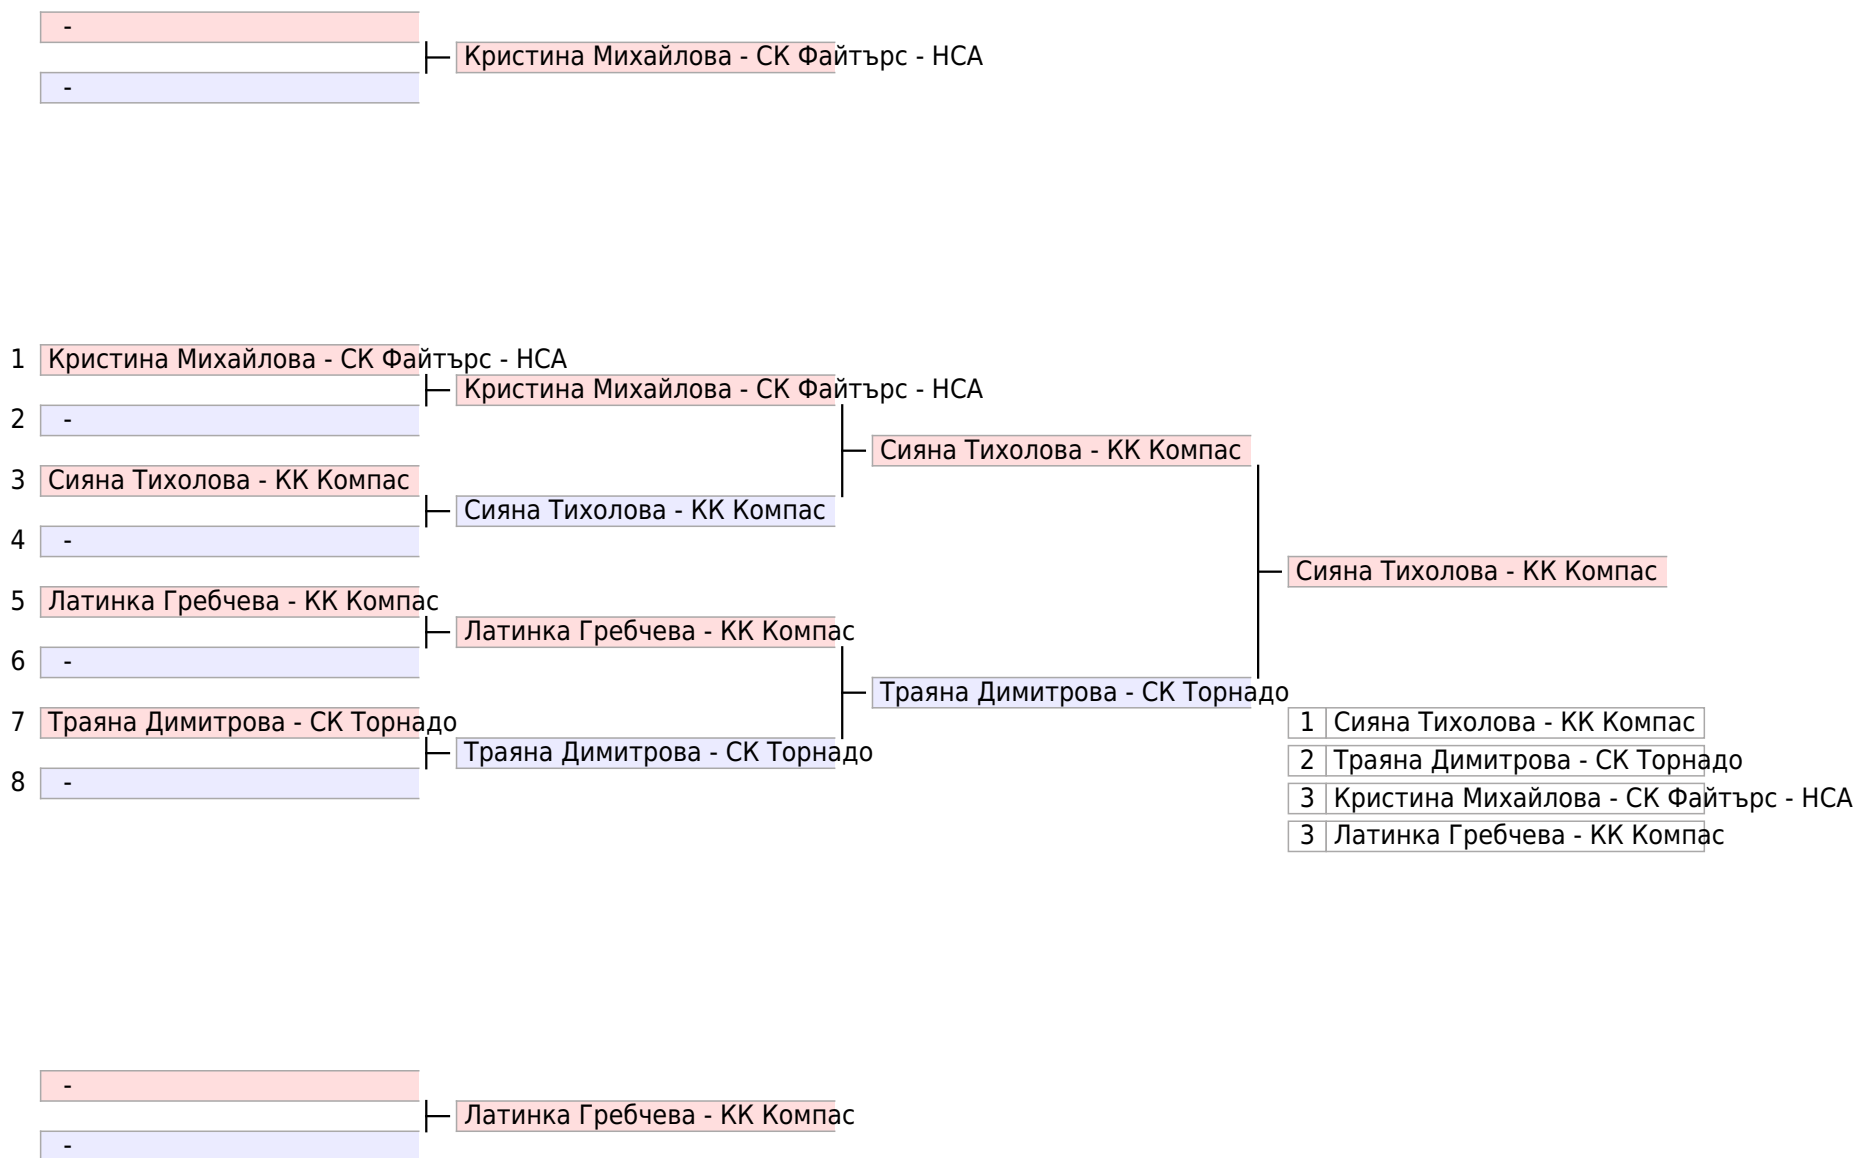 -
Кристина Михайлова - СК Файтърс - НСА
-
1 Кристина Михайлова - СК Файтърс - НСА
Кристина Михайлова - СК Файтърс - НСА
2 -
Сияна Тихолова - КК Компас
3 Сияна Тихолова - КК Компас
Сияна Тихолова - КК Компас
4 -
Сияна Тихолова - КК Компас
5 Латинка Гребчева - КК Компас
Латинка Гребчева - КК Компас
6 -
Траяна Димитрова - СК Торнадо
7 Траяна Димитрова - СК Торнадо
1 Сияна Тихолова - КК Компас
Траяна Димитрова - СК Торнадо
2 Траяна Димитрова - СК Торнадо
8 -
3 Кристина Михайлова - СК Файтърс - НСА
3 Латинка Гребчева - КК Компас
-
Латинка Гребчева - КК Компас
-